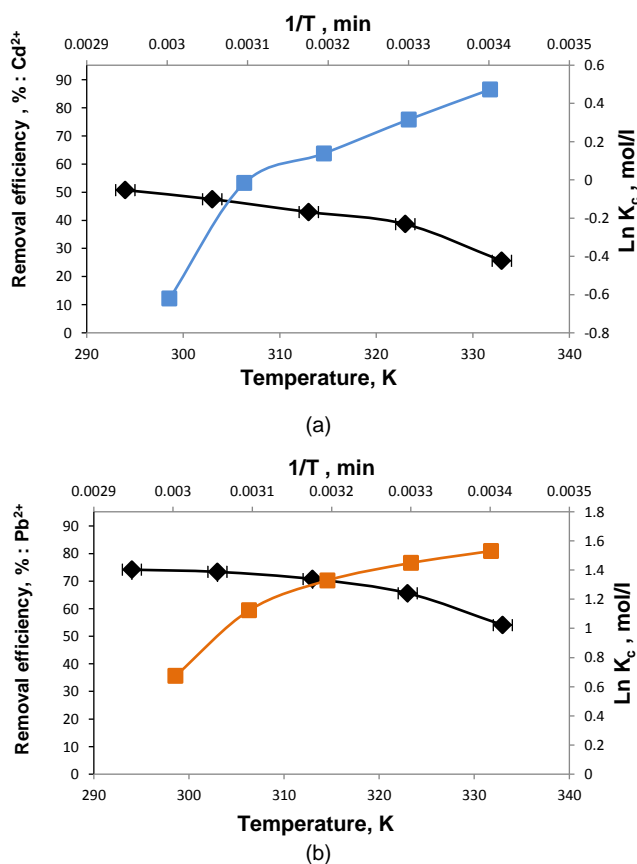 1/T , min
0.0029 0.003 0.0031 0.0032 0.0033 0.0034 0.0035
Removal efficiency , % : Cd2+
90
80
70
60
50
40
30
20
10
0
0.6
0.4
0.2
0
-0.2
-0.4
-0.6
-0.8
Ln Kc , mol/l
290 300 310 320 330 340
Temperature, K
(a)
1/T , min
0.0029 0.003 0.0031 0.0032 0.0033 0.0034 0.0035
Removal efficiency, % : Pb2+
90
80
70
60
50
40
30
20
10
0
1.8
1.6
1.4
1.2
1
0.8
0.6
0.4
0.2
0
Ln Kc , mol/l
290 300 310 320 330 340
Temperature, K
(b)